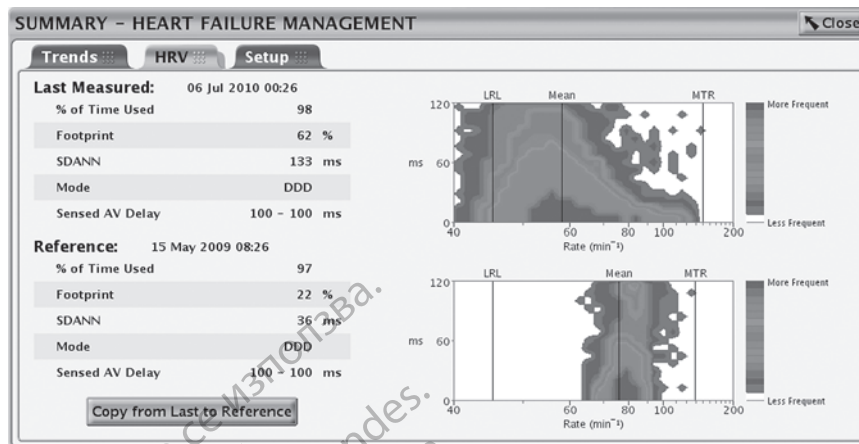 SUMMARY - HEART FAILURE MANAGEMENT
Close
Trends HRV Setup
Last Measured: 06 Jul 2010 00:26
% of Time Used 98
Footprint 62 %
SDANN 133 ms
Mode DDD
Sensed AV Delay 100 - 100 ms
LRL Mean MTR
120
ms 60
0
40 60 80 100 200
Rate (min⁻¹)
More Frequent
Less Frequent
Reference: 15 May 2009 08:26
% of Time Used 97
Footprint 22 %
SDANN 36 ms
Mode DDD
Sensed AV Delay 100 - 100 ms
Copy from Last to Reference
LRL Mean MTR
120
ms 60
0
40 60 80 100 200
Rate (min⁻¹)
More Frequent
Less Frequent
се използва.